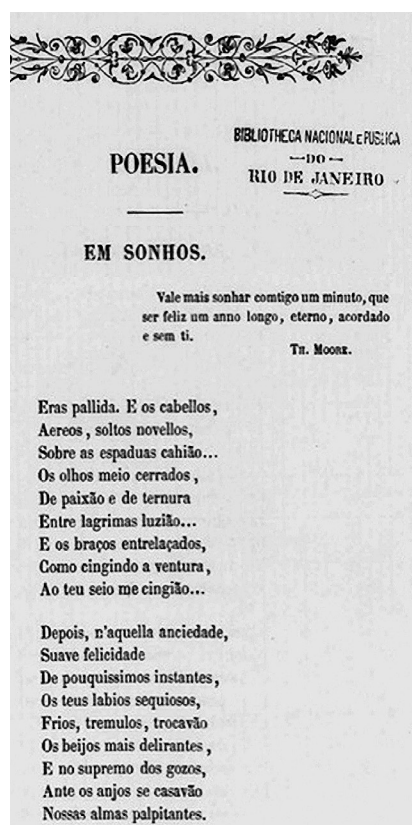 BIBLIOTHECA NACIONAL E PUBLICA
—DO—
RIO DE JANEIRO
POESIA.
EM SONHOS.
Vale mais sonhar comtigo um minuto, que
ser feliz um anno longo, eterno, acordado
e sem ti.
TH. MOORE.
Eras pallida. E os cabellos,
Aereos, soltos novellos,
Sobre as espaduas cahião...
Os olhos meio cerrados,
De paixão e de ternura
Entre lagrimas luzião...
E os braços entrelaçados,
Como cingindo a ventura,
Ao teu seio me cingião...
Depois, n'aquella anciedade,
Suave felicidade
De pouquissimos instantes,
Os teus labios sequiosos,
Frios, tremulos, trocavão
Os beijos mais delirantes,
E no supremo dos gozos,
Ante os anjos se casavão
Nossas almas palpitantes.